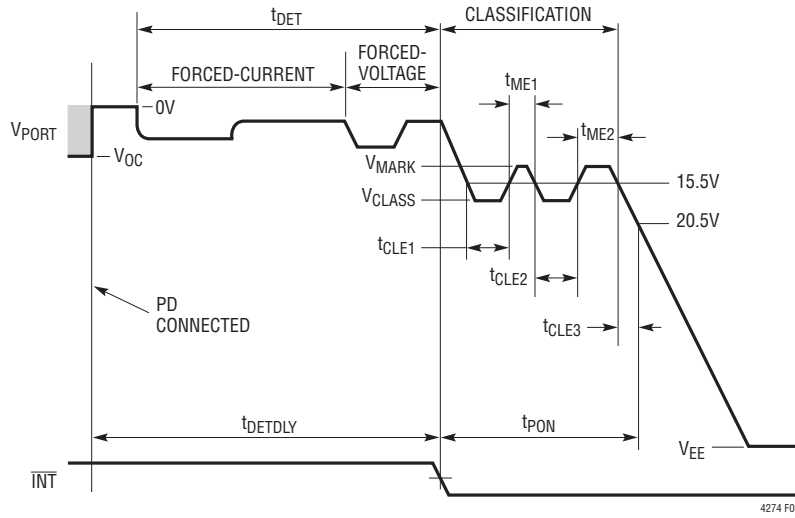 tDET
CLASSIFICATION
FORCED-CURRENT
FORCED-
VOLTAGE
tME1
0V
tME2
VPORT
VOC
VMARK
15.5V
VCLASS
20.5V
tCLE1
tCLE2
PD
CONNECTED
tCLE3
tDETDLY
tPON
VEE
INT
4274 F0